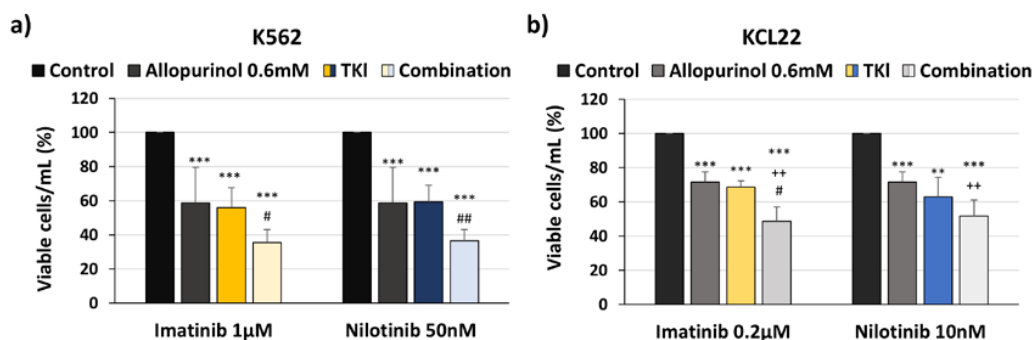 a)
K562
Control Allopurinol 0.6mM TKI Combination
Viable cells/mL (%)
120
100
80
60
40
20
0
***
***
***
#
***
***
***
##
Imatinib 1µM
Nilotinib 50nM
b)
KCL22
Control Allopurinol 0.6mM TKI Combination
Viable cells/mL (%)
120
100
80
60
40
20
0
***
***
***
++
#
***
**
***
++
Imatinib 0.2µM
Nilotinib 10nM